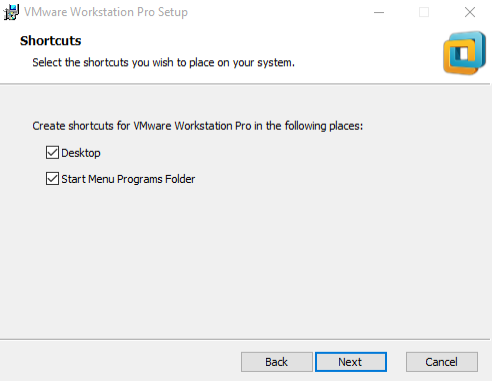 VMware Workstation Pro Setup
Shortcuts
Select the shortcuts you wish to place on your system.
Create shortcuts for VMware Workstation Pro in the following places:
Desktop
Start Menu Programs Folder
Back Next Cancel